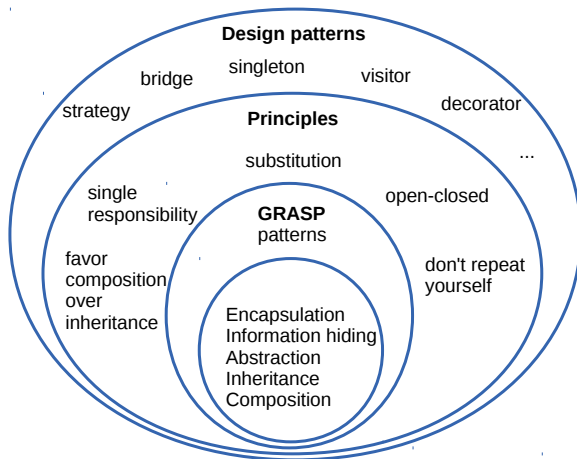 Design patterns
strategy
bridge
singleton
visitor
decorator
...
Principles
substitution
single
responsibility
open-closed
favor
composition
over
inheritance
don't repeat
yourself
GRASP
patterns
Encapsulation
Information hiding
Abstraction
Inheritance
Composition